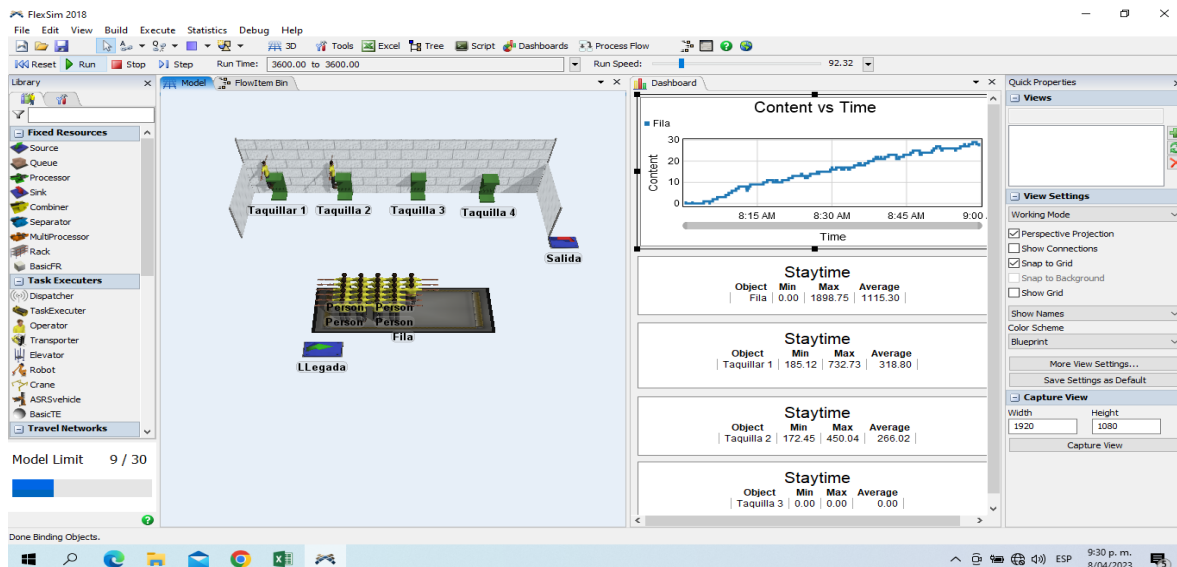 FlexSim 2018
File Edit View Build Execute Statistics Debug Help
3D Tools Excel Tree Script Dashboards Process Flow
Reset Run Stop Step Run Time: 3600.00 to 3600.00 Run Speed: 92.32
Library
Fixed Resources
Source
Queue
Processor
Sink
Combiner
Separator
MultiProcessor
Rack
BasicFR
Task Executers
Dispatcher
TaskExecuter
Operator
Transporter
Elevator
Robot
Crane
ASRSvehicle
BasicTE
Travel Networks
Model Limit 9 / 30
Model FlowItem Bin
Taquillar 1 Taquilla 2 Taquilla 3 Taquilla 4
Salida
Person Person
Person Person
Fila
LLegada
Dashboard
Content vs Time
Fila
Content
30
20
10
0
8:15 AM 8:30 AM 8:45 AM 9:00
Time
Staytime
Object Min Max Average
Fila 0.00 1898.75 1115.30
Staytime
Object Min Max Average
Taquillar 1 185.12 732.73 318.80
Staytime
Object Min Max Average
Taquilla 2 172.45 450.04 266.02
Staytime
Object Min Max Average
Taquilla 3 0.00 0.00 0.00
Quick Properties
Views
View Settings
Working Mode
Perspective Projection
Show Connections
Snap to Grid
Snap to Background
Show Grid
Show Names
Color Scheme
Blueprint
More View Settings...
Save Settings as Default
Capture View
Width Height
1920 1080
Capture View
Done Binding Objects.
ESP
9:30 p. m.
8/04/2023
5